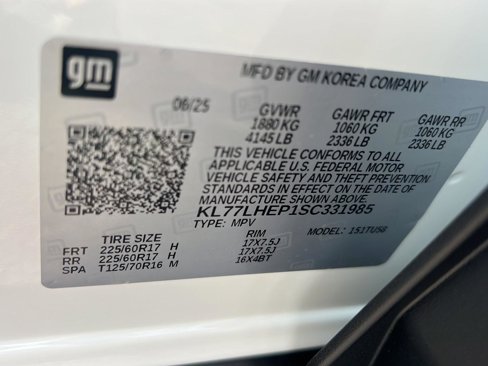 gm
MFD BY GM KOREA COMPANY
06/25 GVWR GAWR FRT GAWR RR
1880 KG 1060 KG 1060 KG
4145 LB 2336 LB 2336 LB
THIS VEHICLE CONFORMS TO ALL
APPLICABLE U.S. FEDERAL MOTOR
VEHICLE SAFETY AND THEFT PREVENTION
STANDARDS IN EFFECT ON THE DATE OF
MANUFACTURE SHOWN ABOVE.
KL77LHEP1SC331985
TYPE: MPV MODEL: 1S1TU58
TIRE SIZE RIM
FRT 225/60R17 H 17X7.5J
RR 225/60R17 H 17X7.5J
SPA T125/70R16 M 16X4BT